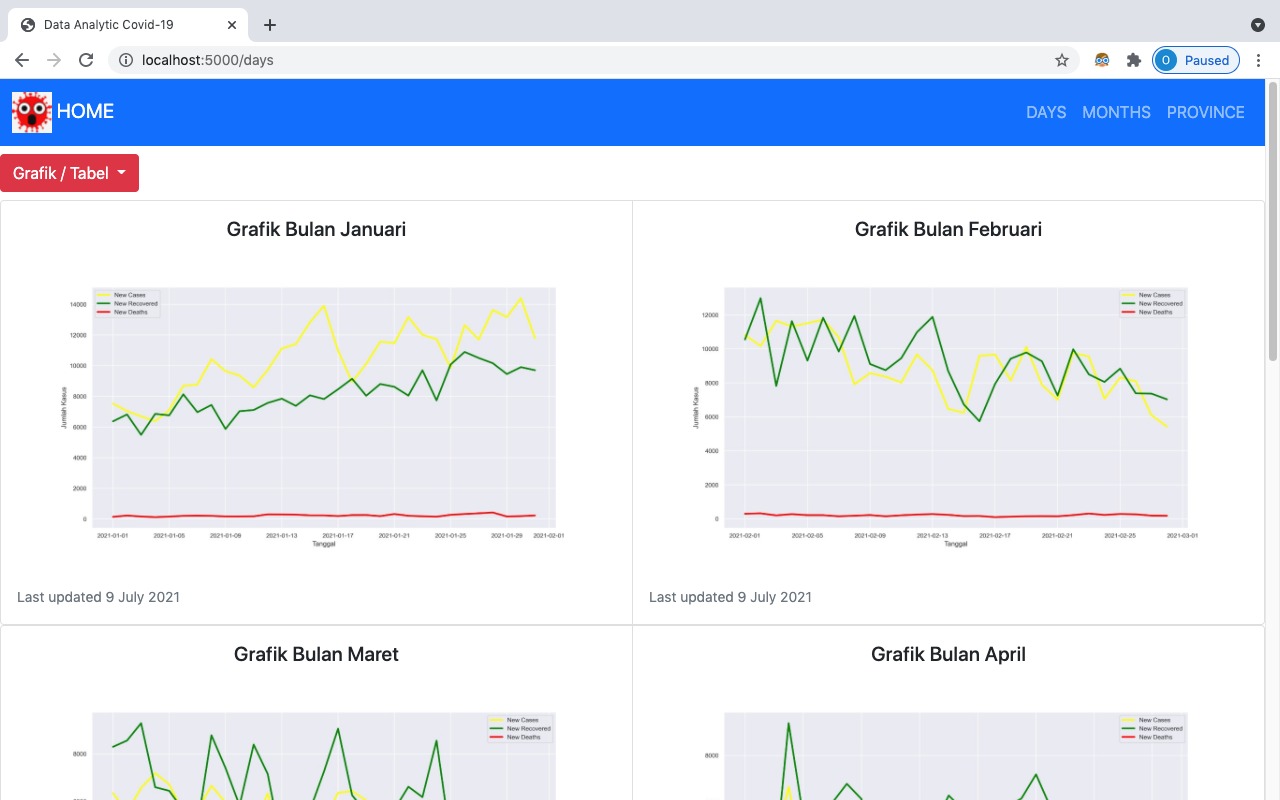 Data Analytic Covid-19
localhost:5000/days
O Paused
HOME
DAYS MONTHS PROVINCE
Grafik / Tabel
Grafik Bulan Januari
New Cases
New Recovered
New Deaths
14000
12000
10000
8000
6000
4000
2000
0
Jumlah Kasus
2021-01-01 2021-01-05 2021-01-09 2021-01-13 2021-01-17 2021-01-21 2021-01-25 2021-01-29 2021-02-01
Tanggal
Last updated 9 July 2021
Grafik Bulan Februari
New Cases
New Recovered
New Deaths
12000
10000
8000
6000
4000
2000
0
Jumlah Kasus
2021-02-01 2021-02-05 2021-02-09 2021-02-13 2021-02-17 2021-02-21 2021-02-25 2021-03-01
Tanggal
Last updated 9 July 2021
Grafik Bulan Maret
New Cases
New Recovered
New Deaths
8000
Grafik Bulan April
New Cases
New Recovered
New Deaths
8000